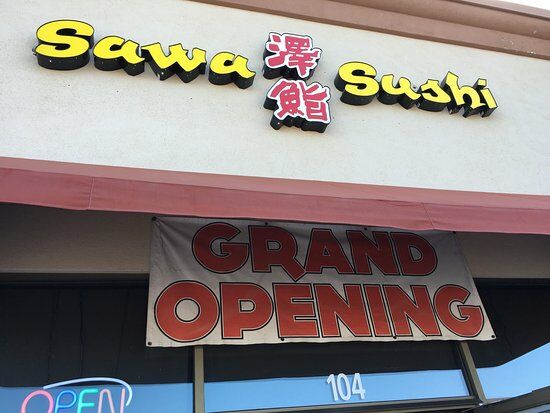 Sawa 澤鮨 Sushi
GRAND
OPENING
104
OPEN